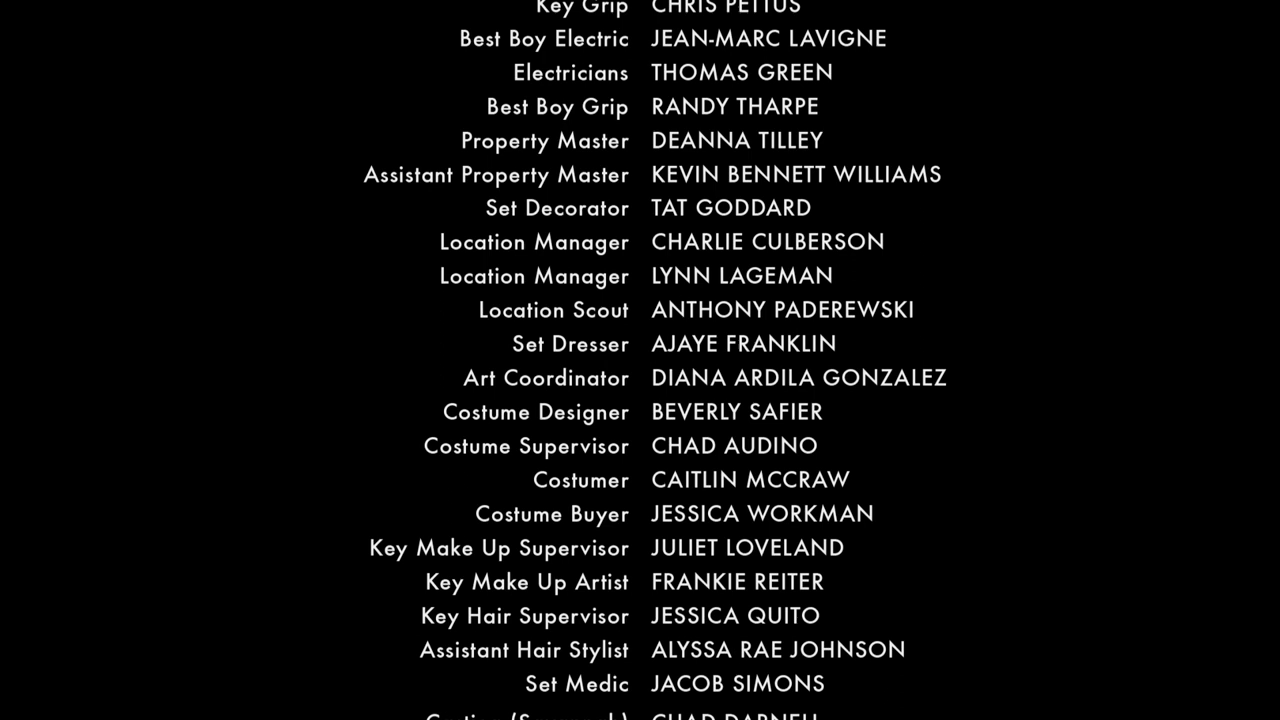 Key Grip CHRIS PETTUS
Best Boy Electric JEAN-MARC LAVIGNE
Electricians THOMAS GREEN
Best Boy Grip RANDY THARPE
Property Master DEANNA TILLEY
Assistant Property Master KEVIN BENNETT WILLIAMS
Set Decorator TAT GODDARD
Location Manager CHARLIE CULBERSON
Location Manager LYNN LAGEMAN
Location Scout ANTHONY PADEREWSKI
Set Dresser AJAYE FRANKLIN
Art Coordinator DIANA ARDILA GONZALEZ
Costume Designer BEVERLY SAFIER
Costume Supervisor CHAD AUDINO
Costumer CAITLIN MCCRAW
Costume Buyer JESSICA WORKMAN
Key Make Up Supervisor JULIET LOVELAND
Key Make Up Artist FRANKIE REITER
Key Hair Supervisor JESSICA QUITO
Assistant Hair Stylist ALYSSA RAE JOHNSON
Set Medic JACOB SIMONS
CHAD